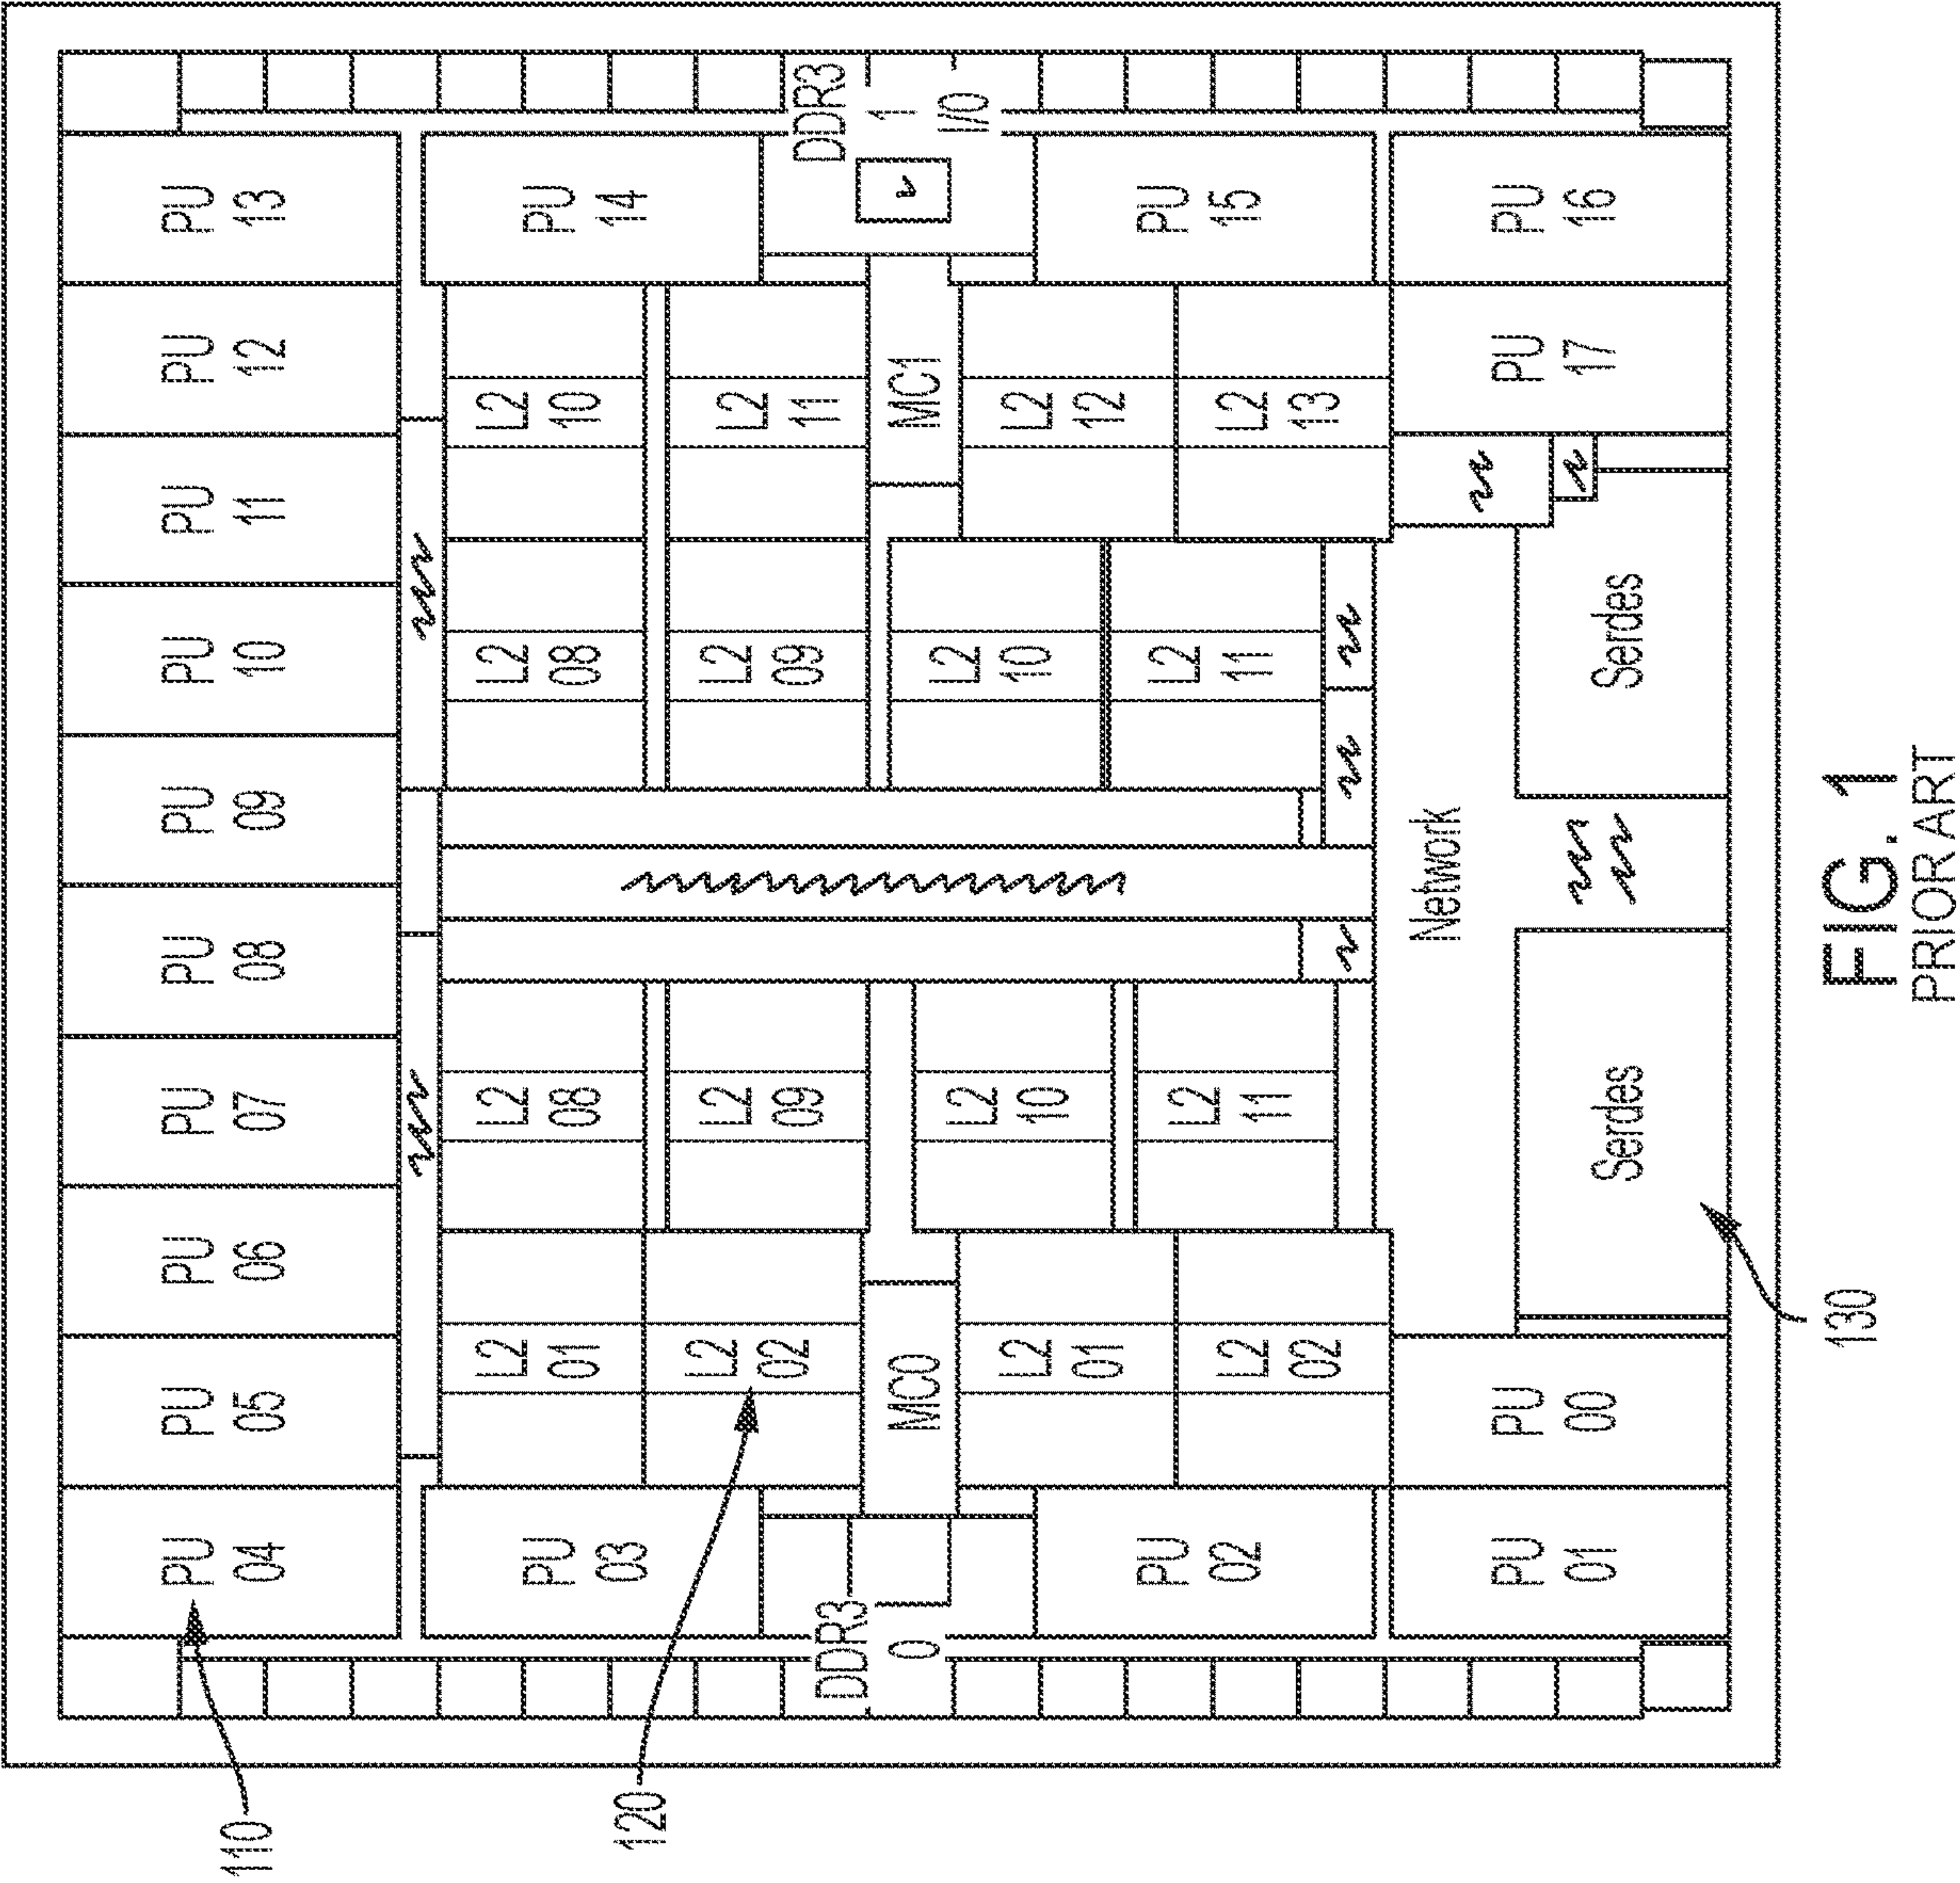 110
PU
04
PU
05
PU
06
PU
07
PU
08
PU
09
PU
10
PU
11
PU
12
PU
13
120
PU
03
L2
01
L2
08
L2
08
L2
10
PU
14
L2
02
L2
09
L2
09
L2
11
DDR3
0
MC0
MC1
DDR3
1
I/O
L2
01
L2
10
L2
10
L2
12
PU
02
L2
02
L2
11
L2
11
L2
13
PU
15
Network
PU
01
PU
00
PU
17
PU
16
Serdes
Serdes
130
FIG. 1
PRIOR ART